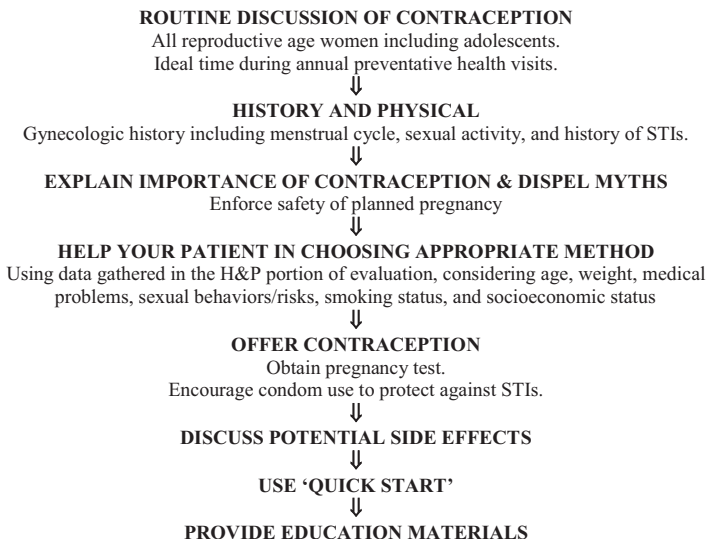 ROUTINE DISCUSSION OF CONTRACEPTION
All reproductive age women including adolescents.
Ideal time during annual preventative health visits.
⇓
HISTORY AND PHYSICAL
Gynecologic history including menstrual cycle, sexual activity, and history of STIs.
⇓
EXPLAIN IMPORTANCE OF CONTRACEPTION & DISPEL MYTHS
Enforce safety of planned pregnancy
⇓
HELP YOUR PATIENT IN CHOOSING APPROPRIATE METHOD
Using data gathered in the H&P portion of evaluation, considering age, weight, medical
problems, sexual behaviors/risks, smoking status, and socioeconomic status
⇓
OFFER CONTRACEPTION
Obtain pregnancy test.
Encourage condom use to protect against STIs.
⇓
DISCUSS POTENTIAL SIDE EFFECTS
⇓
USE ‘QUICK START’
⇓
PROVIDE EDUCATION MATERIALS